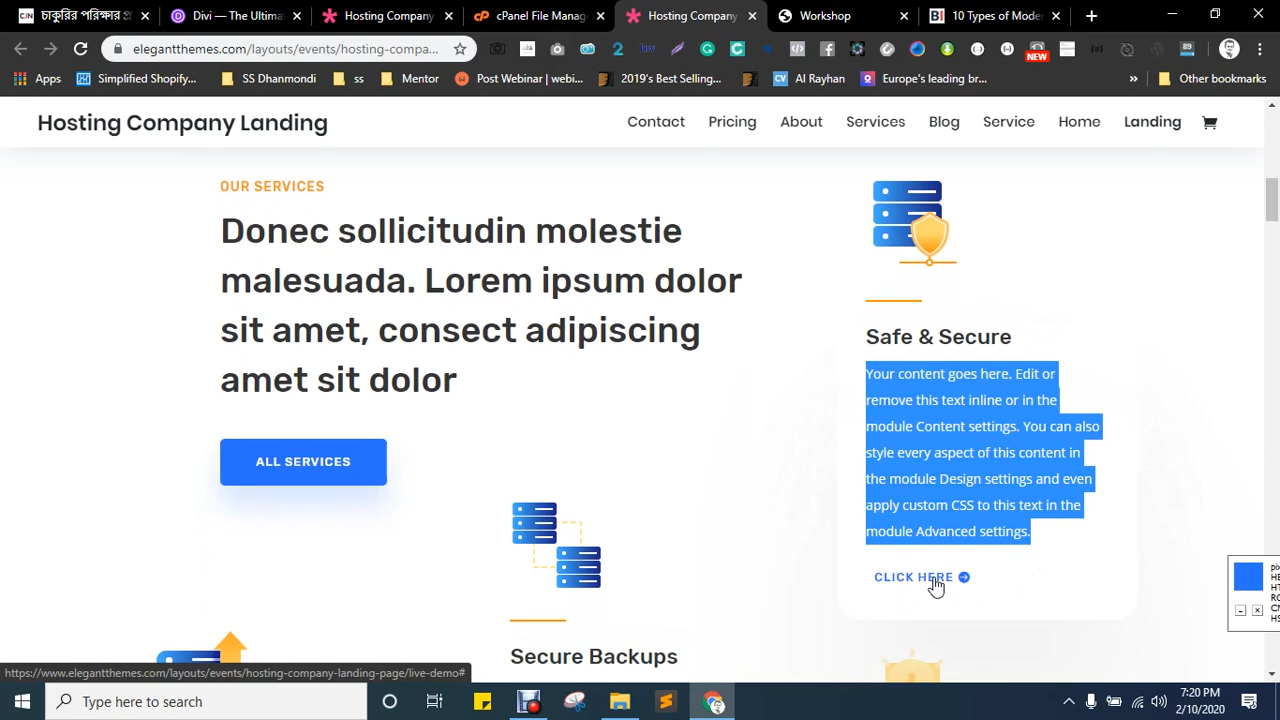 চাকুরির পরিক্ষার
Divi — The Ultima
Hosting Company
cPanel File Manag
Hosting Company
Workshop
10 Types of Mode
elegantthemes.com/layouts/events/hosting-compa...
NEW
89
Apps
Simplified Shopify...
SS Dhanmondi
ss
Mentor
Post Webinar | webi...
2019's Best Selling...
Al Rayhan
Europe's leading br...
Other bookmarks
Hosting Company Landing
Contact
Pricing
About
Services
Blog
Service
Home
Landing
OUR SERVICES
Donec sollicitudin molestie
malesuada. Lorem ipsum dolor
sit amet, consect adipiscing
amet sit dolor
ALL SERVICES
Safe & Secure
Your content goes here. Edit or
remove this text inline or in the
module Content settings. You can also
style every aspect of this content in
the module Design settings and even
apply custom CSS to this text in the
module Advanced settings.
CLICK HERE
Secure Backups
https://www.elegantthemes.com/layouts/events/hosting-company-landing-page/live-demo#
Type here to search
7:20 PM
2/10/2020